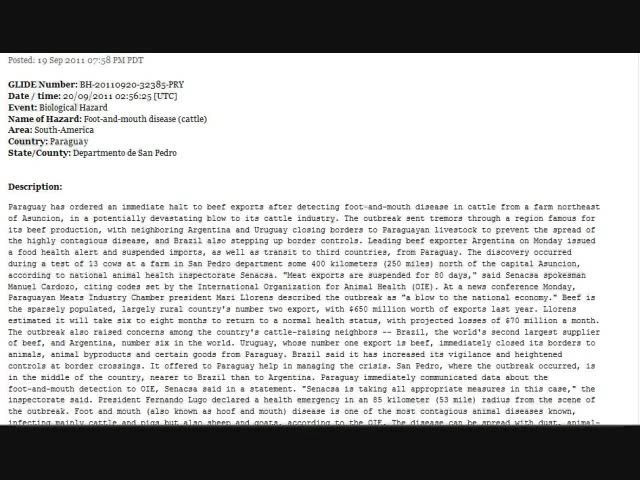 Posted: 19 Sep 2011 07:58 PM PDT
GLIDE Number: BH-20110920-32385-PRY
Date / time: 20/09/2011 02:56:25 [UTC]
Event: Biological Hazard
Name of Hazard: Foot-and-mouth disease (cattle)
Area: South-America
Country: Paraguay
State/County: Departmento de San Pedro
Description:
Paraguay has ordered an immediate halt to beef exports after detecting foot-and-mouth disease in cattle from a farm northeast
of Asuncion, in a potentially devastating blow to its cattle industry. The outbreak sent tremors through a region famous for
its beef production, with neighboring Argentina and Uruguay closing borders to Paraguayan livestock to prevent the spread of
the highly contagious disease, and Brazil also stepping up border controls. Leading beef exporter Argentina on Monday issued
a food health alert and suspended imports, as well as transit to third countries, from Paraguay. The discovery occurred
during a test of 13 cows at a farm in San Pedro department some 400 kilometers (250 miles) north of the capital Asuncion,
according to national animal health inspectorate Senacsa. "Meat exports are suspended for 80 days," said Senacsa spokesman
Manuel Cardozo, citing codes set by the International Organization for Animal Health (OIE). At a news conference Monday,
Paraguayan Meats Industry Chamber president Mari Llorens described the outbreak as "a blow to the national economy." Beef is
the sparsely populated, largely rural country's number two export, with $650 million worth of exports last year. Llorens
estimated it will take six to eight months to return to a normal health status, with projected losses of $70 million a month.
The outbreak also raised concerns among the country's cattle-raising neighbors -- Brazil, the world's second largest supplier
of beef, and Argentina, number six in the world. Uruguay, whose number one export is beef, immediately closed its borders to
animals, animal byproducts and certain goods from Paraguay. Brazil said it has increased its vigilance and heightened
controls at border crossings. It offered to Paraguay help in managing the crisis. San Pedro, where the outbreak occurred, is
in the middle of the country, nearer to Brazil than to Argentina. Paraguay immediately communicated data about the
foot-and-mouth detection to OIE, Senacsa said in a statement. "Senacsa is taking all appropriate measures in this case," the
inspectorate said. President Fernando Lugo declared a health emergency in an 85 kilometer (53 mile) radius from the scene of
the outbreak. Foot and mouth (also known as hoof and mouth) disease is one of the most contagious animal diseases known,
infecting mainly cattle and pigs but also sheep and goats, according to the OIE. The disease can be spread with dust, animal-